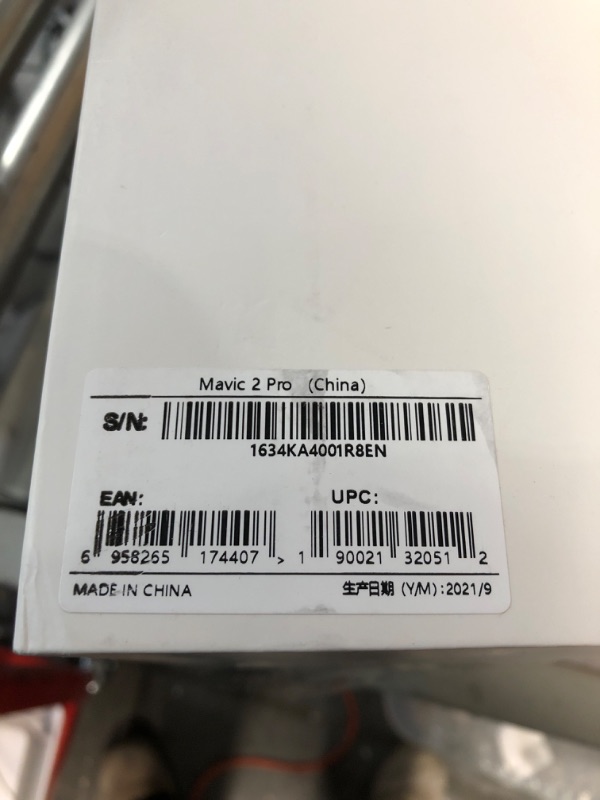 Mavic 2 Pro (China)
S/N:
1634KA4001R8EN
EAN: UPC:
6 958265 174407 > 1 90021 32051 2
MADE IN CHINA 生产日期 (Y/M):2021/9